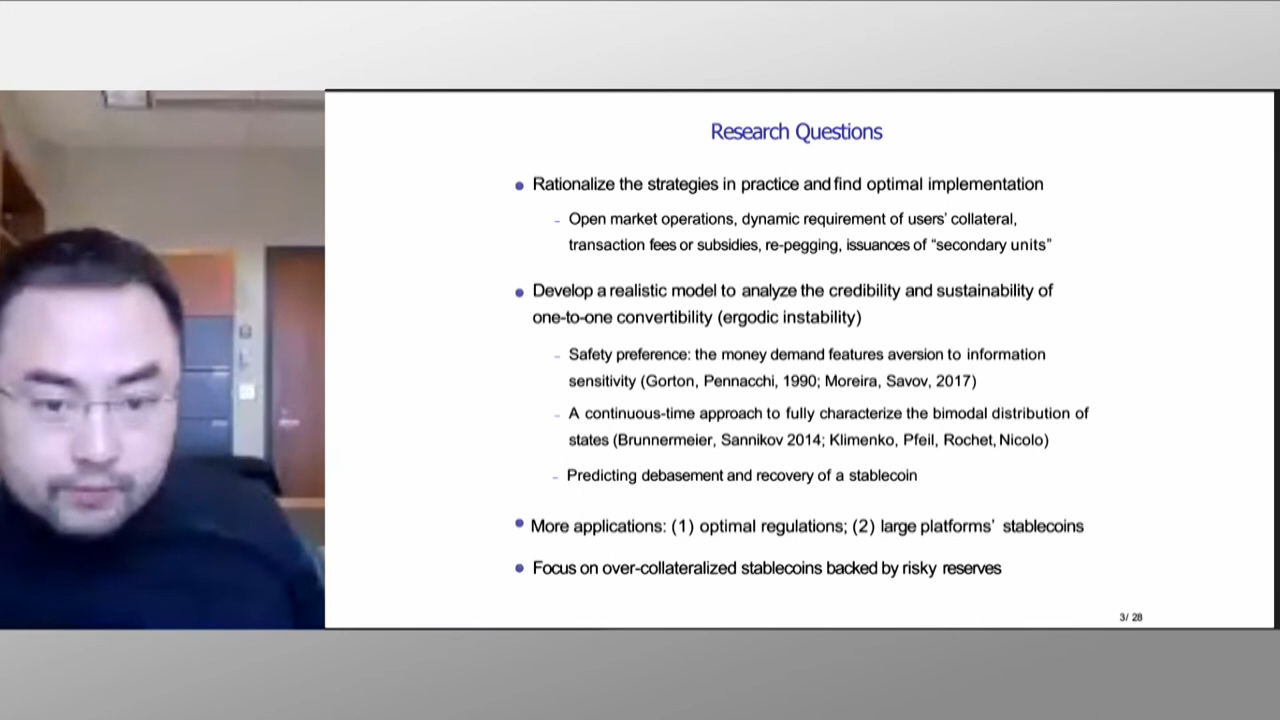 Research Questions
Rationalize the strategies in practice and find optimal implementation
Open market operations, dynamic requirement of users' collateral,
transaction fees or subsidies, re-pegging, issuances of “secondary units”
Develop a realistic model to analyze the credibility and sustainability of
one-to-one convertibility (ergodic instability)
Safety preference: the money demand features aversion to information
sensitivity (Gorton, Pennacchi, 1990; Moreira, Savov, 2017)
A continuous-time approach to fully characterize the bimodal distribution of
states (Brunnermeier, Sannikov 2014; Klimenko, Pfeil, Rochet, Nicolo)
Predicting debasement and recovery of a stablecoin
More applications: (1) optimal regulations; (2) large platforms' stablecoins
Focus on over-collateralized stablecoins backed by risky reserves
3/ 28